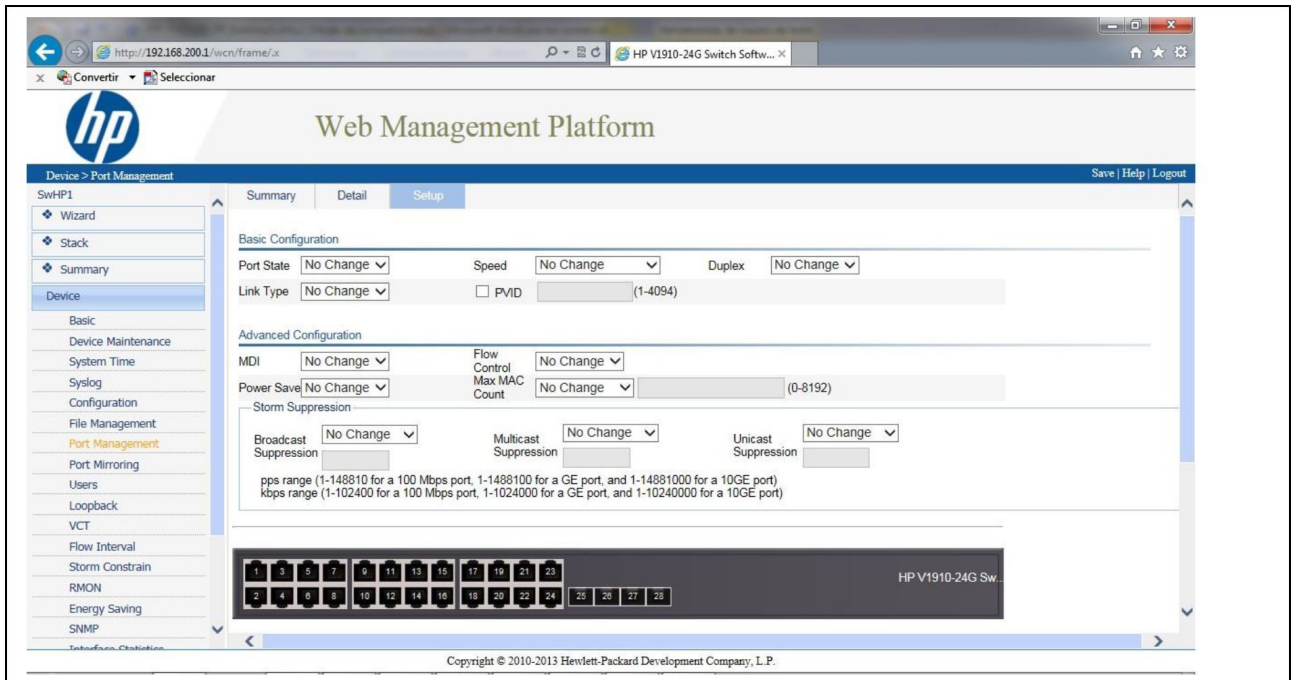 http://192.168.200.1/wcn/frame/.x
HP V1910-24G Switch Softw... ×
x Convertir Seleccionar
hp
Web Management Platform
Device > Port Management
Save | Help | Logout
SwHP1
Wizard
Stack
Summary
Device
Basic
Device Maintenance
System Time
Syslog
Configuration
File Management
Port Management
Port Mirroring
Users
Loopback
VCT
Flow Interval
Storm Constrain
RMON
Energy Saving
SNMP
Interface Statistics
Summary Detail Setup
Basic Configuration
Port State No Change Speed No Change Duplex No Change
Link Type No Change PVID (1-4094)
Advanced Configuration
MDI No Change Flow Control No Change
Power Save No Change Max MAC Count No Change (0-8192)
Storm Suppression
Broadcast Suppression No Change Multicast Suppression No Change Unicast Suppression No Change
pps range (1-148810 for a 100 Mbps port, 1-1488100 for a GE port, and 1-14881000 for a 10GE port)
kbps range (1-102400 for a 100 Mbps port, 1-1024000 for a GE port, and 1-10240000 for a 10GE port)
1 3 5 7 9 11 13 15 17 19 21 23
2 4 6 8 10 12 14 16 18 20 22 24 25 26 27 28
HP V1910-24G Sw...
Copyright © 2010-2013 Hewlett-Packard Development Company, L.P.